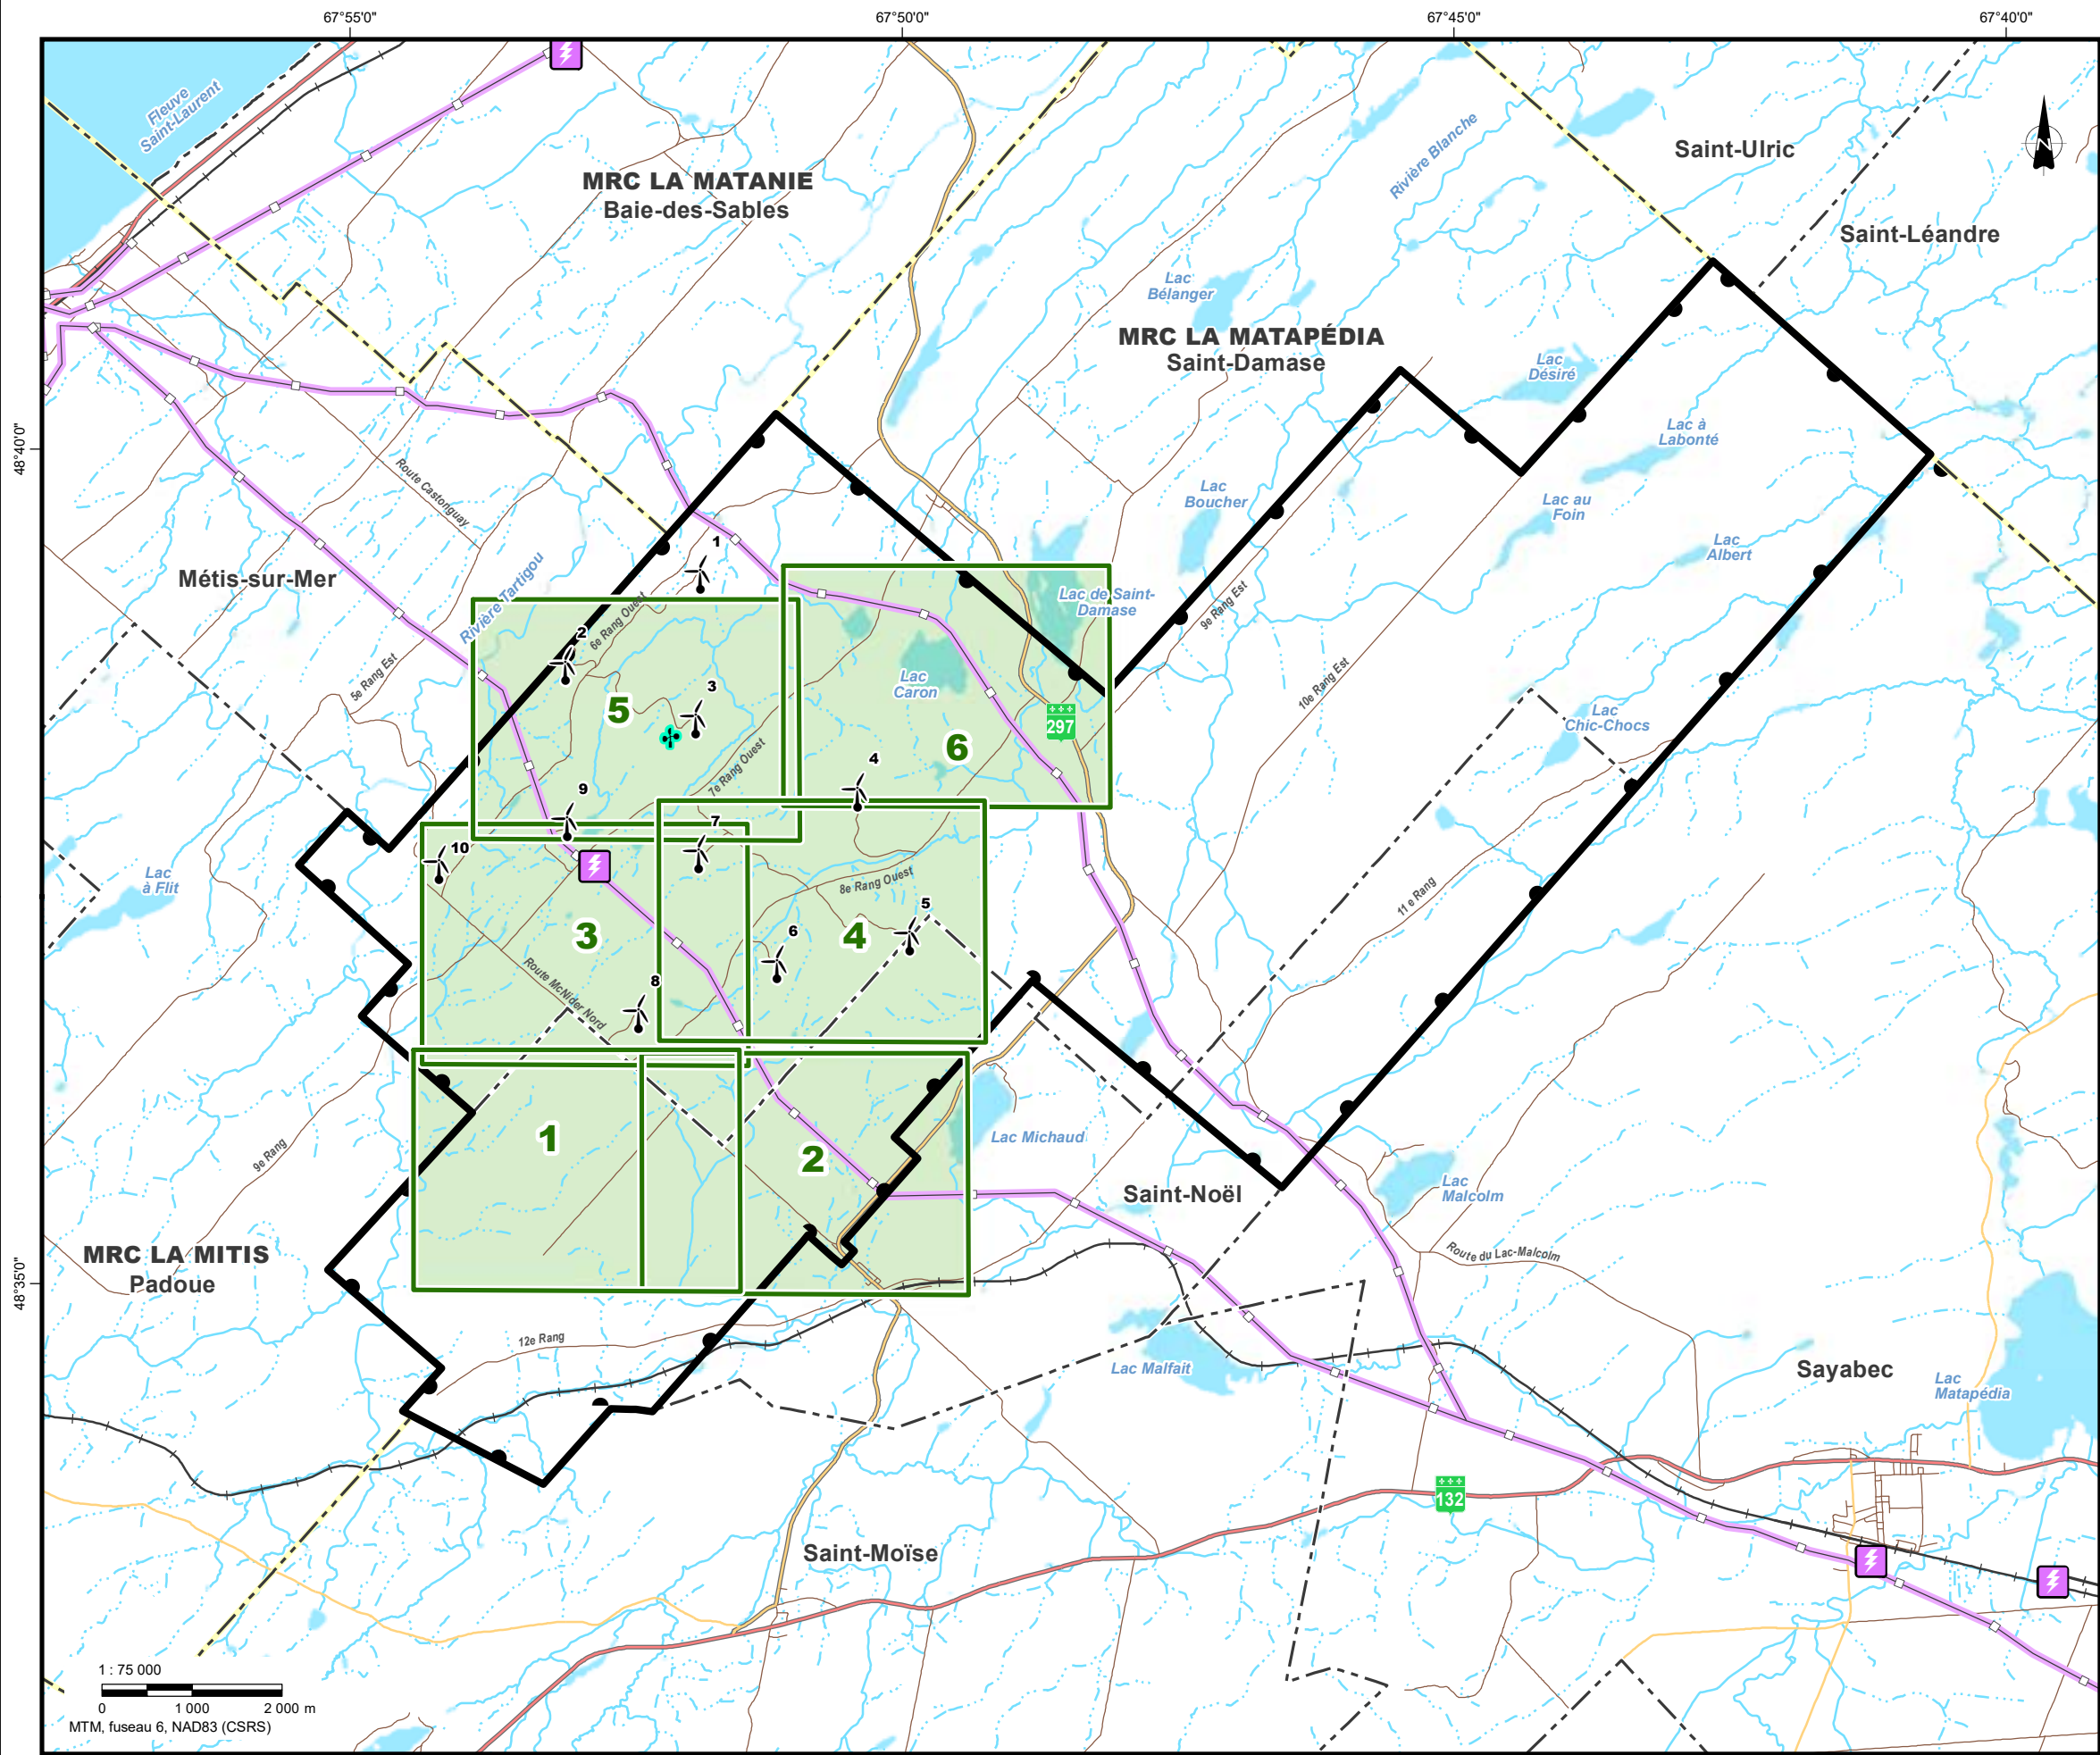 67°55'0"
67°50'0"
67°45'0"
67°40'0"
Fleuve
Saint-Laurent
Rivière Blanche
Saint-Ulric
N
MRC LA MATANIE
Baie-des-Sables
Saint-Léandre
Lac
Bélanger
MRC LA MATAPÉDIA
Saint-Damase
Lac
Désiré
Lac à
Labonté
48°40'0"
Route Castonguay
Lac
Boucher
Lac au
Foin
Lac
Albert
1
Métis-sur-Mer
Rivière Tartigou
6e Rang Ouest
Lac de Saint-
Damase
9e Rang Est
2
5e Rang Est
3
5
Lac
Caron
10e Rang Est
Lac
Chic-Chocs
297
6
7e Rang Ouest
4
9
7
10
Lac
à Flit
8e Rang Ouest
11 e Rang
5
3
4
6
Route McNider Nord
8
1
2
9e Rang
Lac Michaud
Saint-Noël
Lac
Malcolm
MRC LA MITIS
Padoue
Route du Lac-Malcolm
48°35'0"
12e Rang
Lac Malfait
Sayabec
Lac
Matapédia
132
Saint-Moïse
1 : 75 000
0 1 000 2 000 m
MTM, fuseau 6, NAD83 (CSRS)